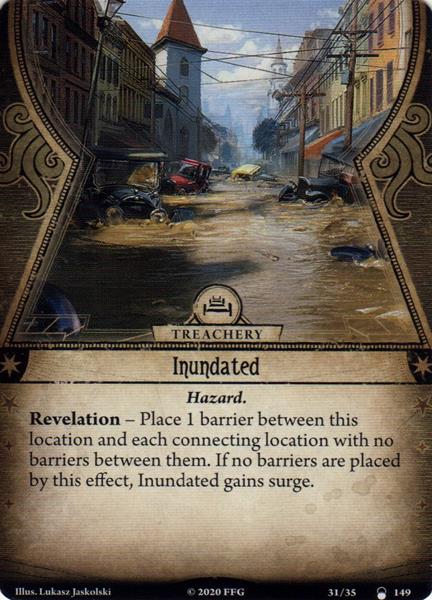 TREACHERY
Inundated
Hazard.
Revelation – Place 1 barrier between this
location and each connecting location with no
barriers between them. If no barriers are placed
by this effect, Inundated gains surge.
Illus. Lukasz Jaskolski © 2020 FFG 31/35 149